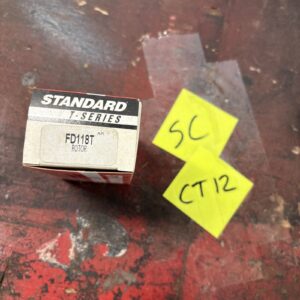 STANDARD
T-SERIES
FD118T
ROTOR
SC
CT12